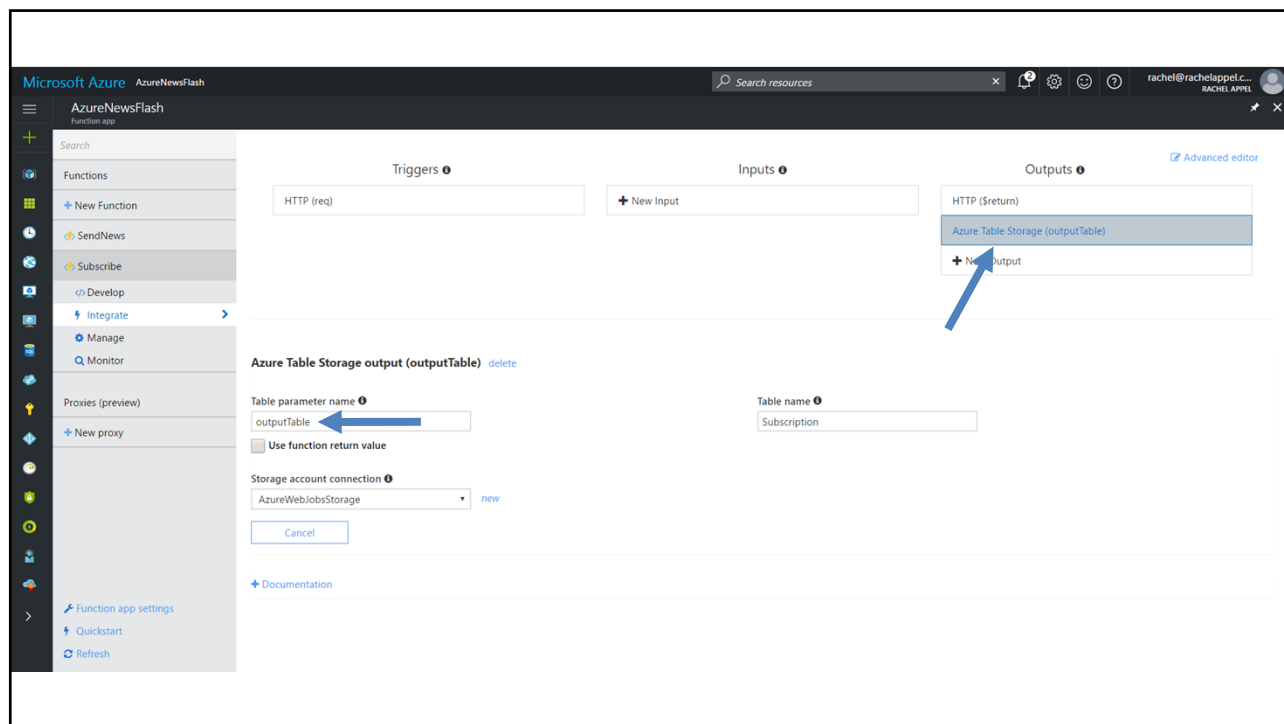 Microsoft Azure AzureNewsFlash
Search resources
2
rachel@rachelappel.c...
RACHEL APPEL
AzureNewsFlash
Function app
Search
Functions
New Function
SendNews
Subscribe
</> Develop
Integrate
Manage
Monitor
Proxies (preview)
New proxy
Function app settings
Quickstart
Refresh
Advanced editor
Triggers
Inputs
Outputs
HTTP (req)
New Input
HTTP ($return)
Azure Table Storage (outputTable)
Output
Azure Table Storage output (outputTable) delete
Table parameter name
Table name
outputTable
Subscription
Use function return value
Storage account connection
AzureWebJobsStorage
new
Cancel
Documentation